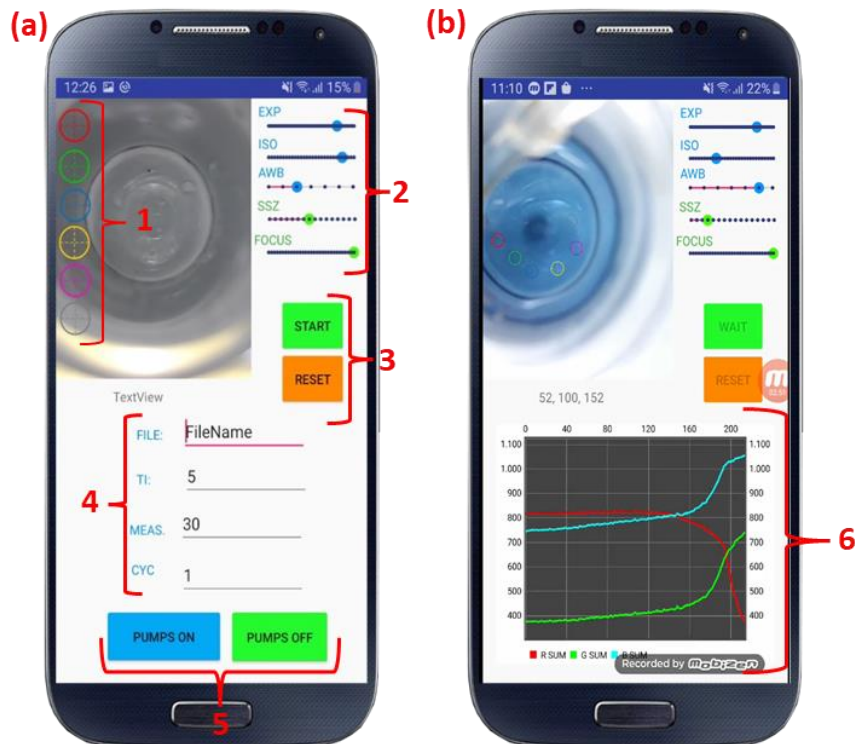 (a)
12:26
15%
1
EXP
ISO
AWB
SSZ
FOCUS
2
START
RESET
3
TextView
FILE: FileName
TI: 5
MEAS. 30
CYC 1
4
PUMPS ON PUMPS OFF
5
(b)
11:10 ...
22%
EXP
ISO
AWB
SSZ
FOCUS
WAIT
RESET
52, 100, 152
0 40 80 120 160 200
1.100 1.100
1.000 1.000
900 900
800 800
700 700
600 600
500 500
400 400
R SUM G SUM B SUM
Recorded by mobizen
6